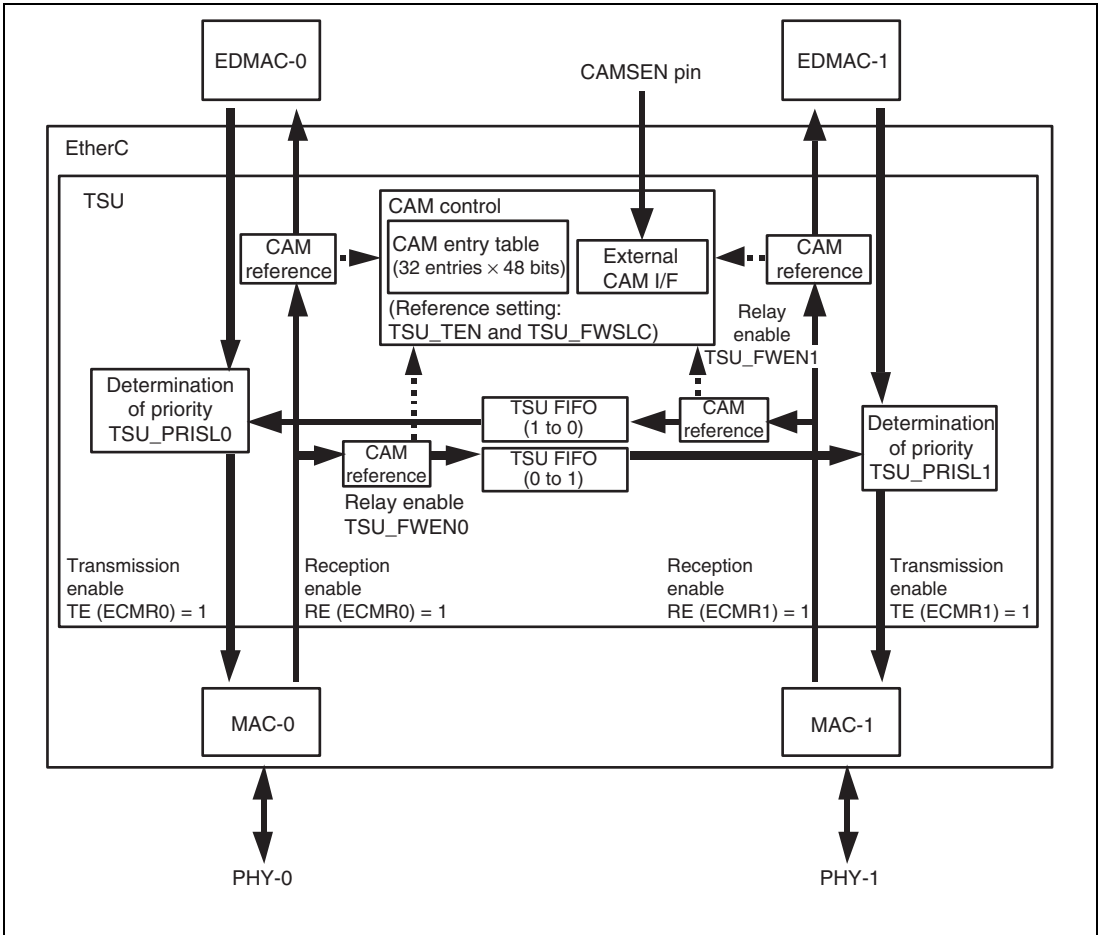 EDMAC-0
EDMAC-1
CAMSEN pin
EtherC
TSU
CAM control
CAM entry table
(32 entries × 48 bits)
External
CAM I/F
(Reference setting:
TSU_TEN and TSU_FWSLC)
CAM
reference
CAM
reference
Relay
enable
TSU_FWEN1
Determination
of priority
TSU_PRISL0
TSU FIFO
(1 to 0)
CAM
reference
Determination
of priority
TSU_PRISL1
CAM
reference
TSU FIFO
(0 to 1)
Relay enable
TSU_FWEN0
Transmission
enable
TE (ECMR0) = 1
Reception
enable
RE (ECMR0) = 1
Reception
enable
RE (ECMR1) = 1
Transmission
enable
TE (ECMR1) = 1
MAC-0
MAC-1
PHY-0
PHY-1